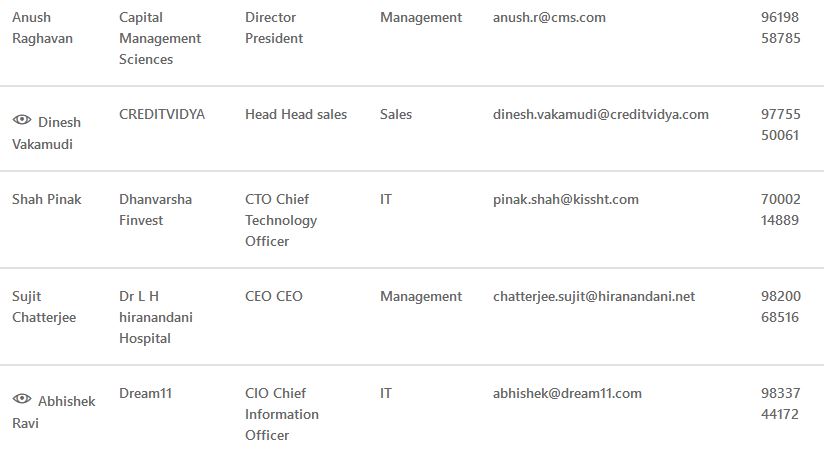 Anush Capital Director Management anush.r@cms.com 96198
Raghavan Management President 58785
Sciences
Dinesh CREDITVIDYA Head Head sales Sales dinesh.vakamudi@creditvidya.com 97755
Vakamudi 50061
Shah Pinak Dhanvarsha CTO Chief IT pinak.shah@kissht.com 70002
Finvest Technology 14889
Officer
Sujit Dr L H CEO CEO Management chatterjee.sujit@hiranandani.net 98200
Chatterjee hiranandani 68516
Hospital
Abhishek Dream11 CIO Chief IT abhishek@dream11.com 98337
Ravi Information 44172
Officer